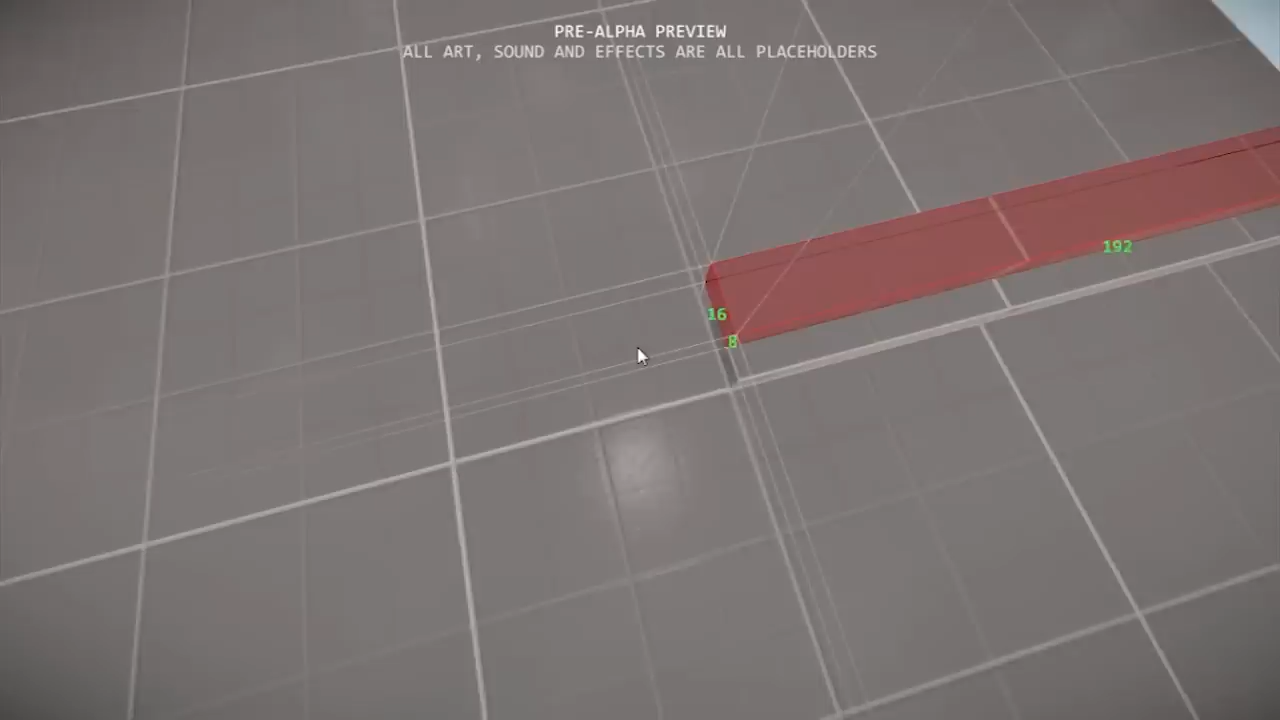 PRE-ALPHA PREVIEW
ALL ART, SOUND AND EFFECTS ARE ALL PLACEHOLDERS
192
16
8